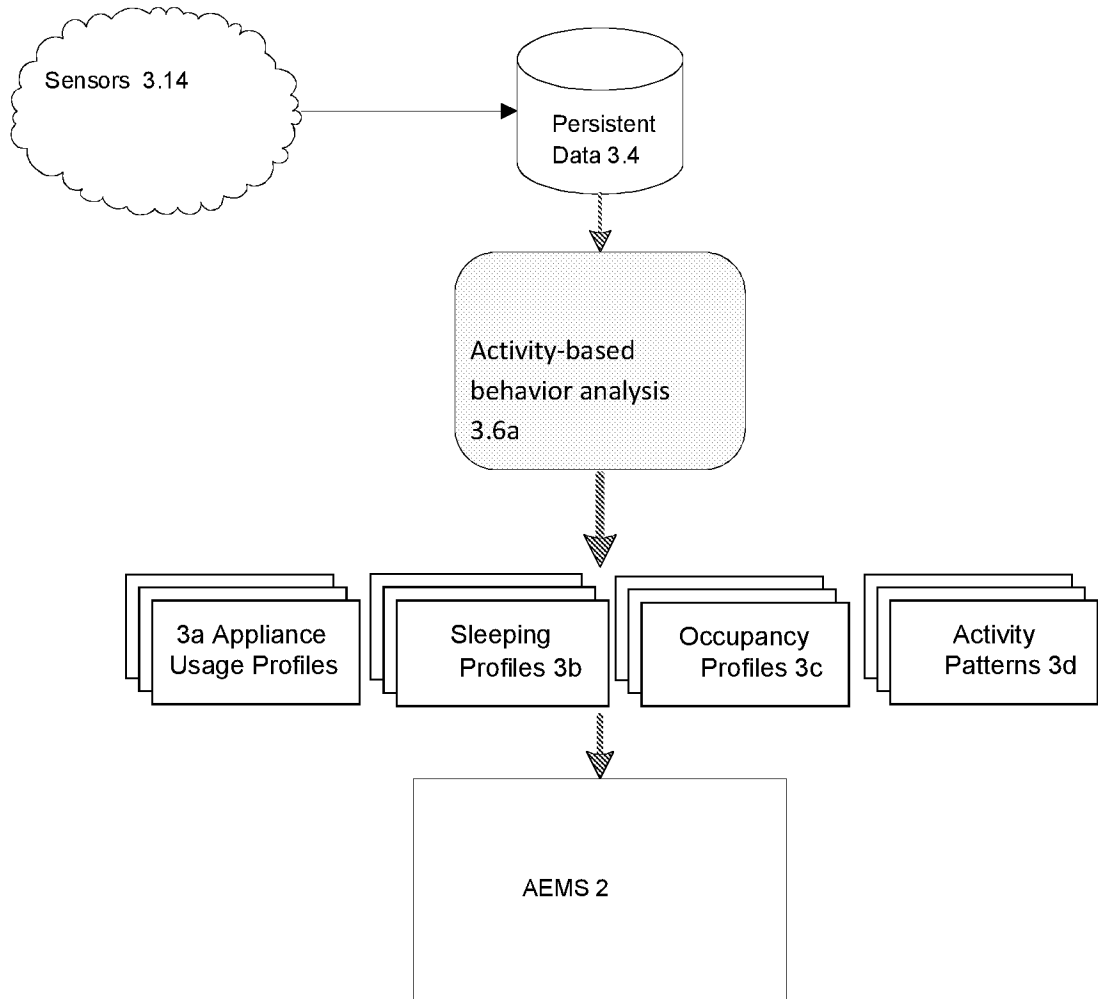 Sensors 3.14
Persistent
Data 3.4
Activity-based
behavior analysis
3.6a
3a Appliance
Usage Profiles
Sleeping
Profiles 3b
Occupancy
Profiles 3c
Activity
Patterns 3d
AEMS 2